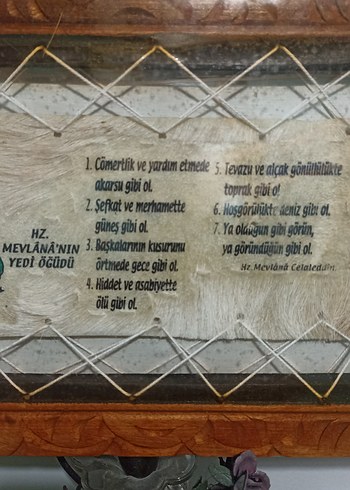 HZ.
MEVLÂNÂ'NIN
YEDİ ÖĞÜDÜ
1. Cömertlik ve yardım etmede
akarsu gibi ol.
2. Şefkat ve merhamette
güneş gibi ol.
3. Başkalarının kusurunu
örtmede gece gibi ol.
4. Hiddet ve asabiyette
ölü gibi ol.
5. Tevazu ve alçak gönüllülükte
toprak gibi ol
6. Hoşgörülükte deniz gibi ol.
7. Ya olduğun gibi görün,
ya göründüğün gibi ol.
Hz. Mevlânâ Celaleddin